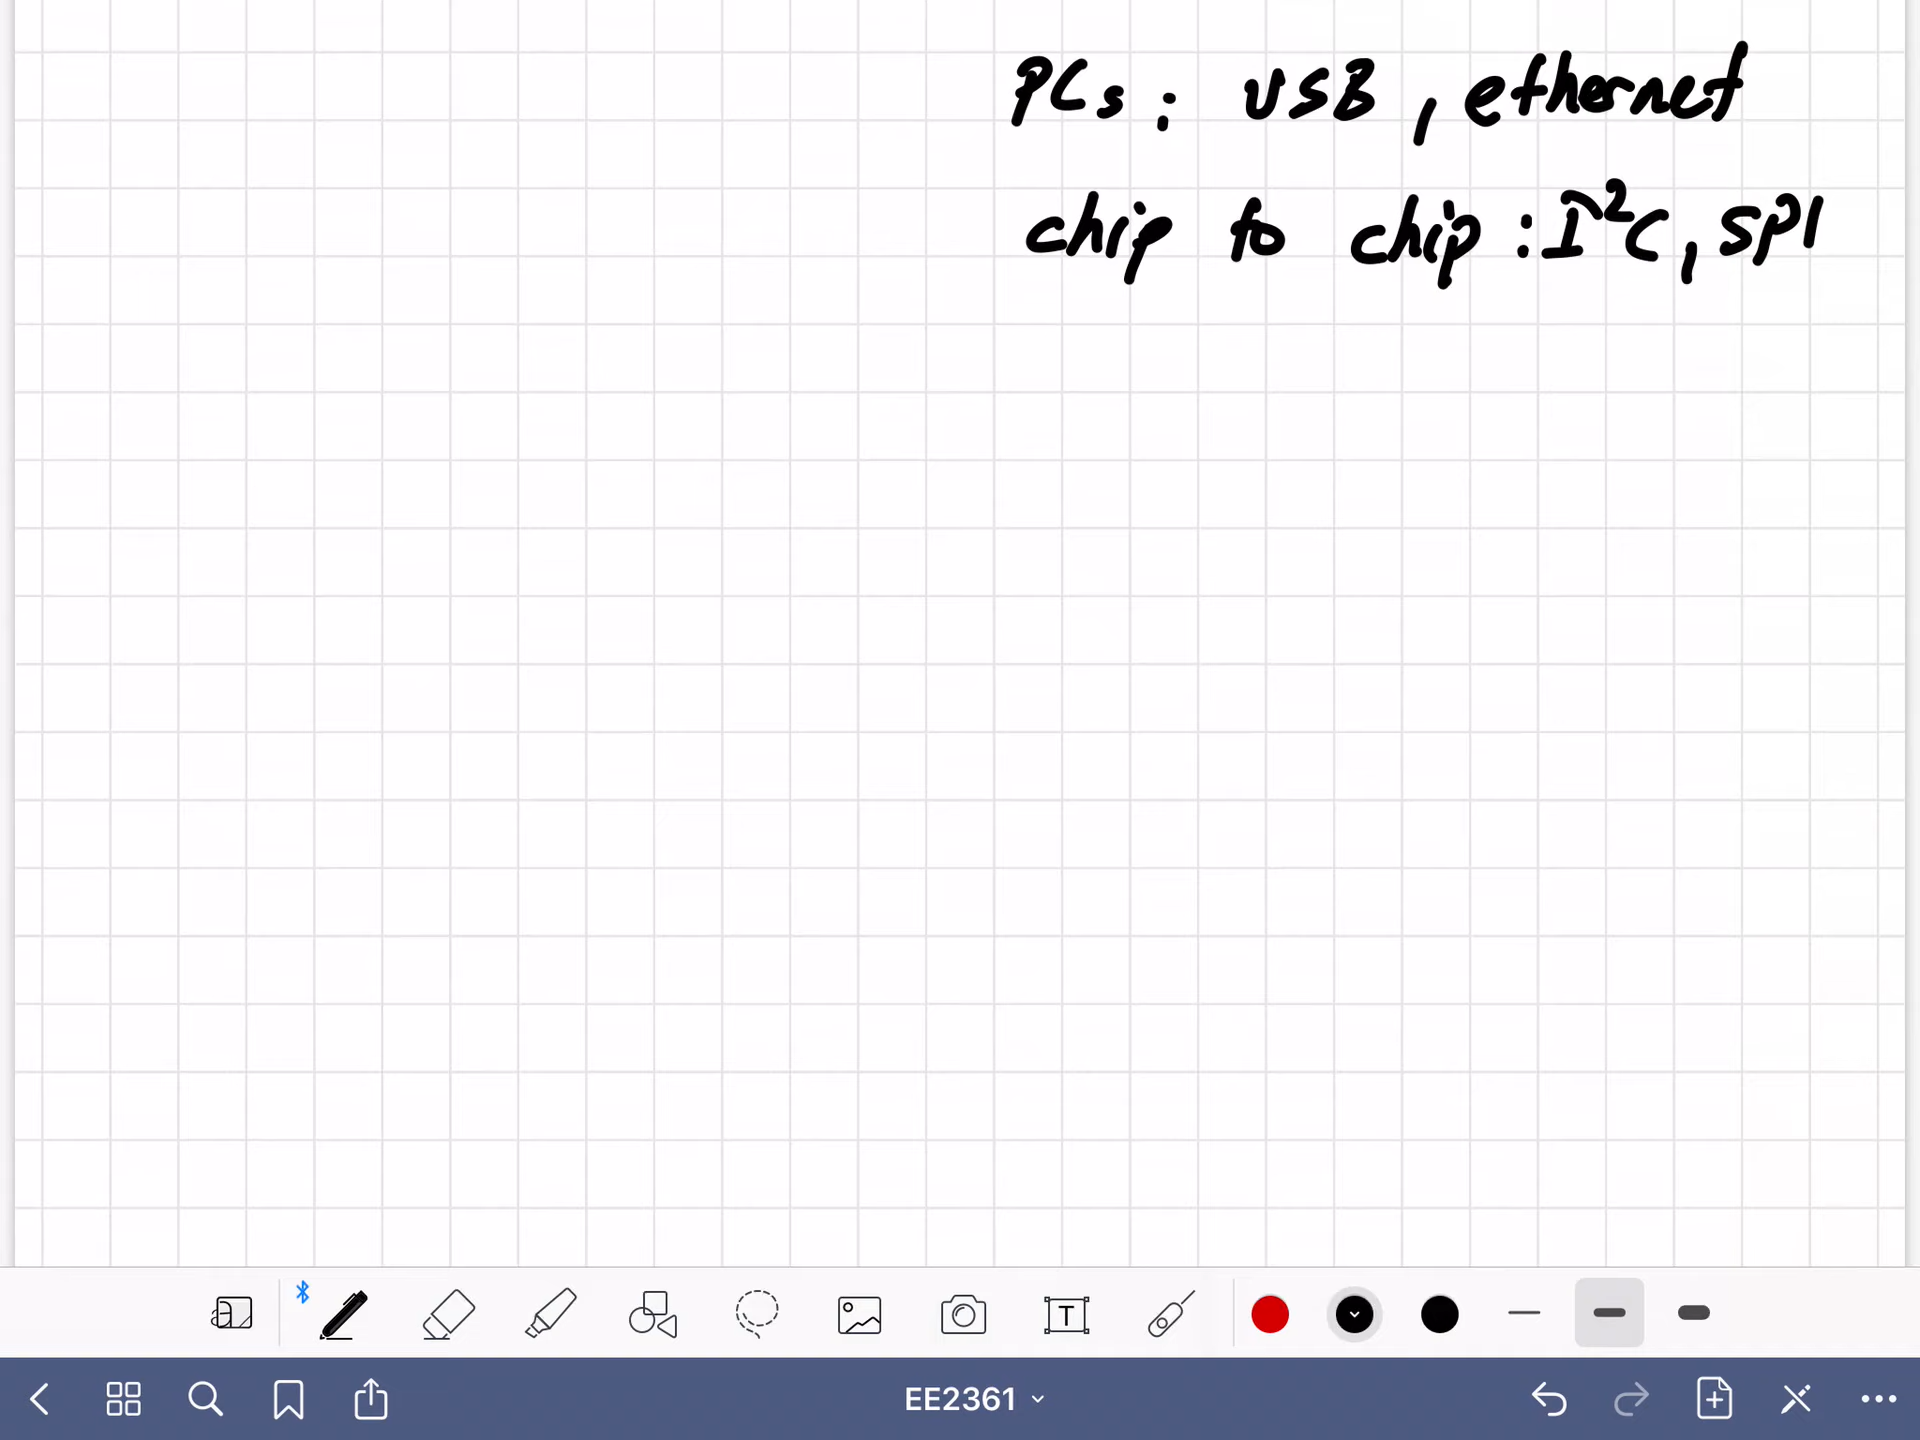 PCs: USB, ethernet
chip to chip: I²C, SPI
T
EE2361